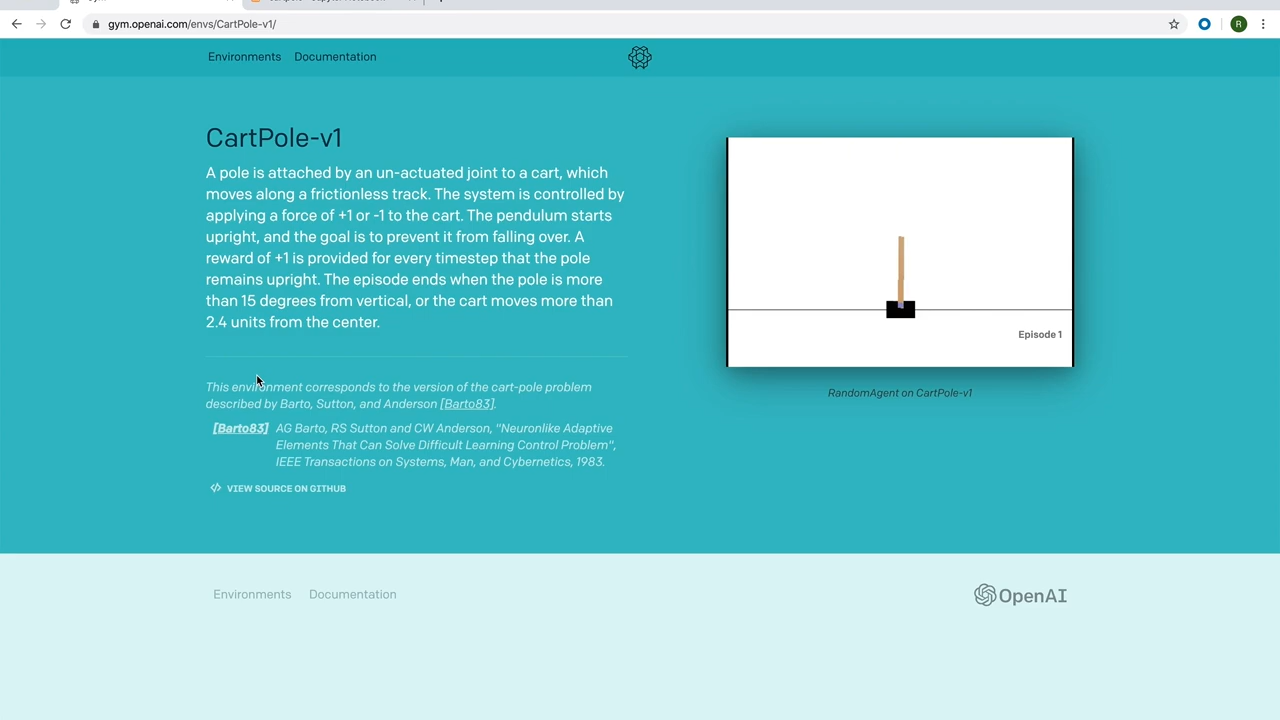 gym.openai.com/envs/CartPole-v1/
R
Environments Documentation
CartPole-v1
A pole is attached by an un-actuated joint to a cart, which
moves along a frictionless track. The system is controlled by
applying a force of +1 or -1 to the cart. The pendulum starts
upright, and the goal is to prevent it from falling over. A
reward of +1 is provided for every timestep that the pole
remains upright. The episode ends when the pole is more
than 15 degrees from vertical, or the cart moves more than
2.4 units from the center.
Episode 1
RandomAgent on CartPole-v1
This environment corresponds to the version of the cart-pole problem
described by Barto, Sutton, and Anderson [Barto83].
[Barto83] AG Barto, RS Sutton and CW Anderson, "Neuronlike Adaptive
Elements That Can Solve Difficult Learning Control Problem",
IEEE Transactions on Systems, Man, and Cybernetics, 1983.
VIEW SOURCE ON GITHUB
Environments Documentation
OpenAI